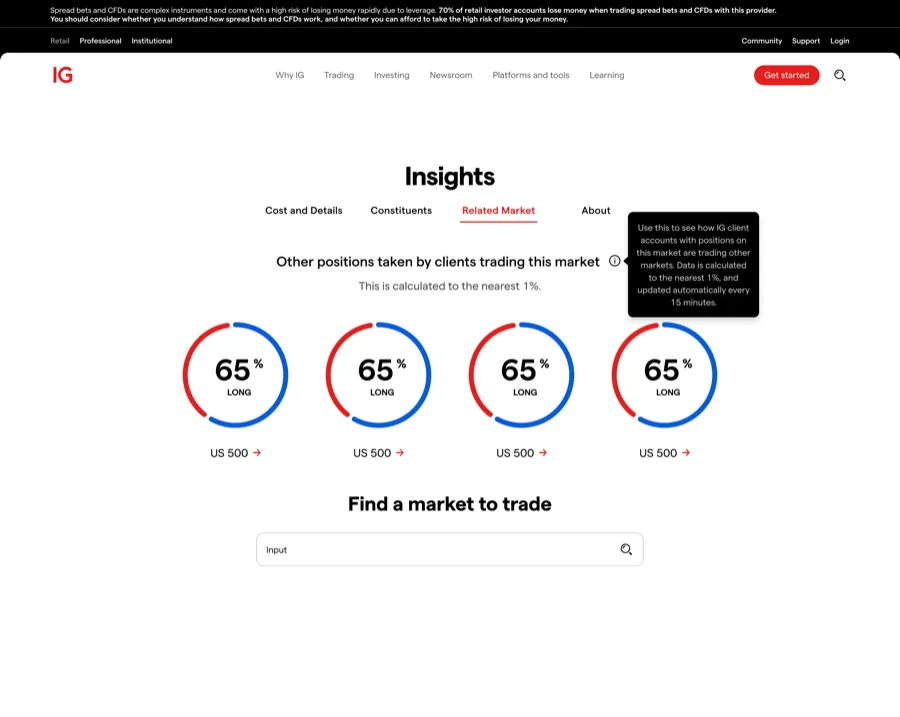 Spread bets and CFDs are complex instruments and come with a high risk of losing money rapidly due to leverage. 70% of retail investor accounts lose money when trading spread bets and CFDs with this provider.
You should consider whether you understand how spread bets and CFDs work, and whether you can afford to take the high risk of losing your money.
Retail Professional Institutional Community Support Login
IG Why IG Trading Investing Newsroom Platforms and tools Learning Get started
Insights
Cost and Details Constituents Related Market About
Other positions taken by clients trading this market
This is calculated to the nearest 1%.
Use this to see how IG client
accounts with positions on
this market are trading other
markets. Data is calculated
to the nearest 1%, and
updated automatically every
15 minutes.
65% 65% 65% 65%
LONG LONG LONG LONG
US 500 → US 500 → US 500 → US 500 →
Find a market to trade
Input